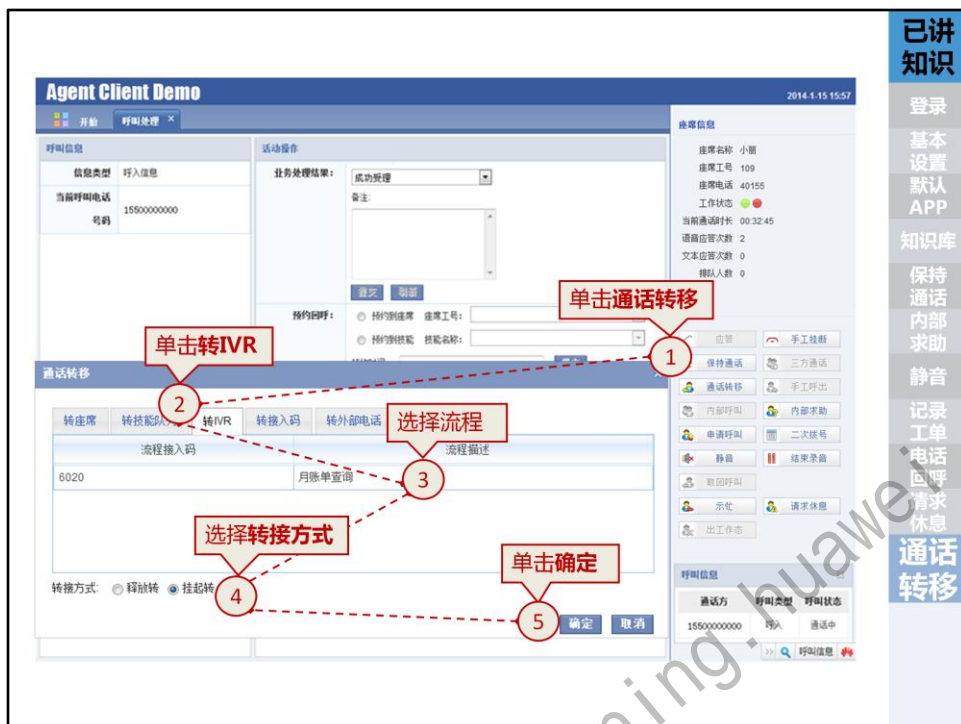 已讲
知识
登录
基本
设置
默认
APP
知识库
保持
通话
内部
求助
静音
记录
工单
电话
回呼
请求
休息
通话
转移
Agent Client Demo
2014-1-15 15:57
开始 呼叫处理 ×
呼叫信息
信息类型 呼入信息
当前呼叫电话
号码
15500000000
活动操作
业务处理结果: 成功受理
备注:
预约回呼: 预约到座席 座席工号:
预约到技能 技能名称:
座席信息
座席名称 小丽
座席工号 109
座席电话 40155
工作状态
当前通话时长 00:32:45
语音应答次数 2
文本应答次数 0
排队人数 0
应答 手工挂断
保持通话 三方通话
通话转移 手工呼出
内部呼叫 内部求助
申请呼叫 二次拨号
静音 结束录音
取回呼叫
示忙 请求休息
出工作态
呼叫信息
通话方 呼叫类型 呼叫状态
15500000000 呼入 通话中
>> 呼叫信息
单击通话转移
1
单击转IVR
2
选择流程
3
选择转接方式
4
单击确定
5
通话转移
转座席 转技能队 转IVR 转接入码 转外部电话
流程接入码 流程描述
6020 月账单查询
转接方式: 释放转 挂起转
确定 取消
ning.huawei